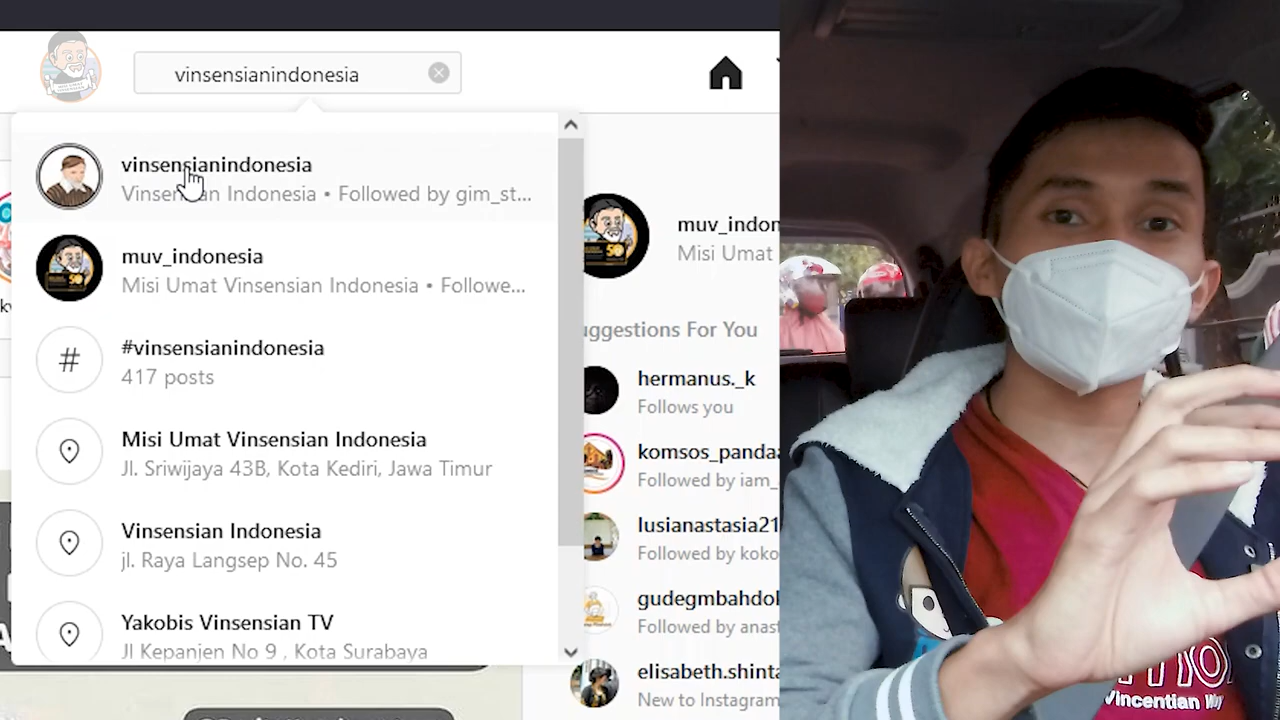 vinsensianindonesia
vinsensianindonesia
Vinsensian Indonesia • Followed by gim_st...
muv_indonesia
Misi Umat Vinsensian Indonesia • Followe...
#
#vinsensianindonesia
417 posts
Misi Umat Vinsensian Indonesia
Jl. Sriwijaya 43B, Kota Kediri, Jawa Timur
Vinsensian Indonesia
jl. Raya Langsep No. 45
Yakobis Vinsensian TV
Jl Kepanjen No 9 , Kota Surabaya
muv_indon
Misi Umat
uggestions For You
hermanus._k
Follows you
komsos_panda
Followed by iam_
lusianastasia21
Followed by koko
gudegmbahdo
Followed by anast
elisabeth.shinta
New to Instagram
50
Vincentian